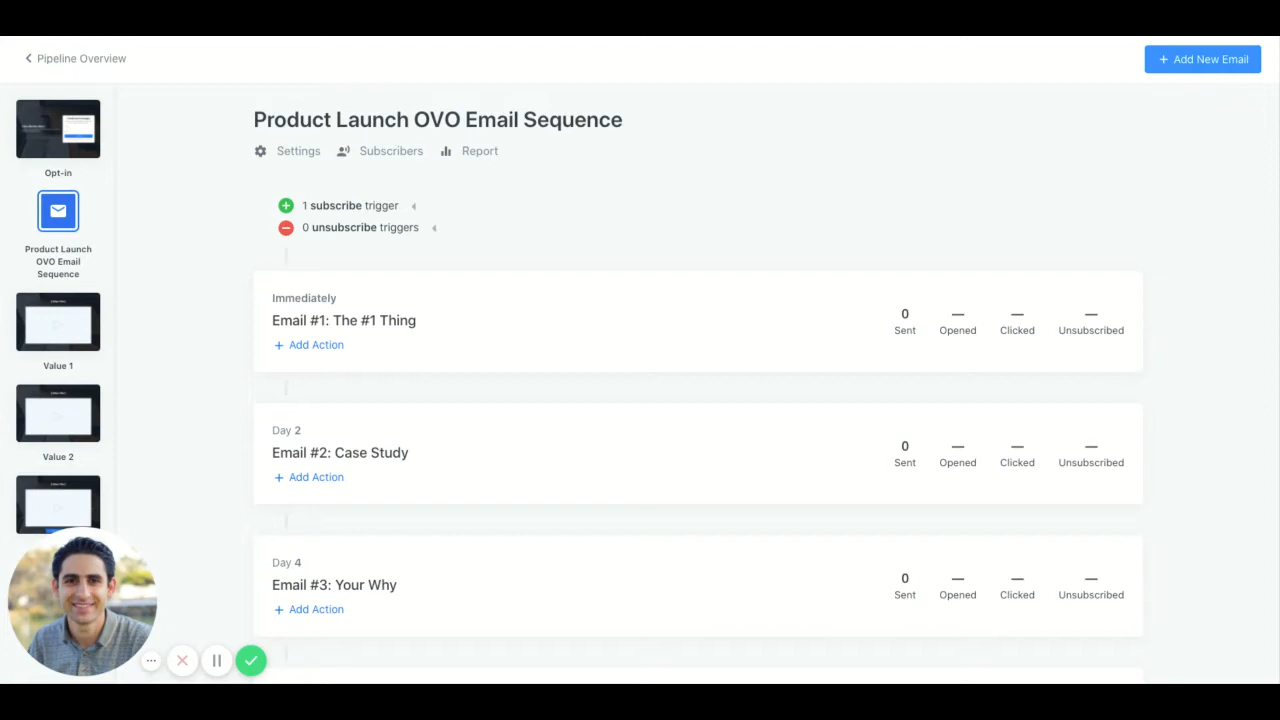 Pipeline Overview
+ Add New Email
Opt-in
Product Launch
OVO Email
Sequence
Value 1
Value 2
Product Launch OVO Email Sequence
Settings
Subscribers
Report
1 subscribe trigger
0 unsubscribe triggers
Immediately
Email #1: The #1 Thing
+ Add Action
0
—
—
—
Sent
Opened
Clicked
Unsubscribed
Day 2
Email #2: Case Study
+ Add Action
0
—
—
—
Sent
Opened
Clicked
Unsubscribed
Day 4
Email #3: Your Why
+ Add Action
0
—
—
—
Sent
Opened
Clicked
Unsubscribed